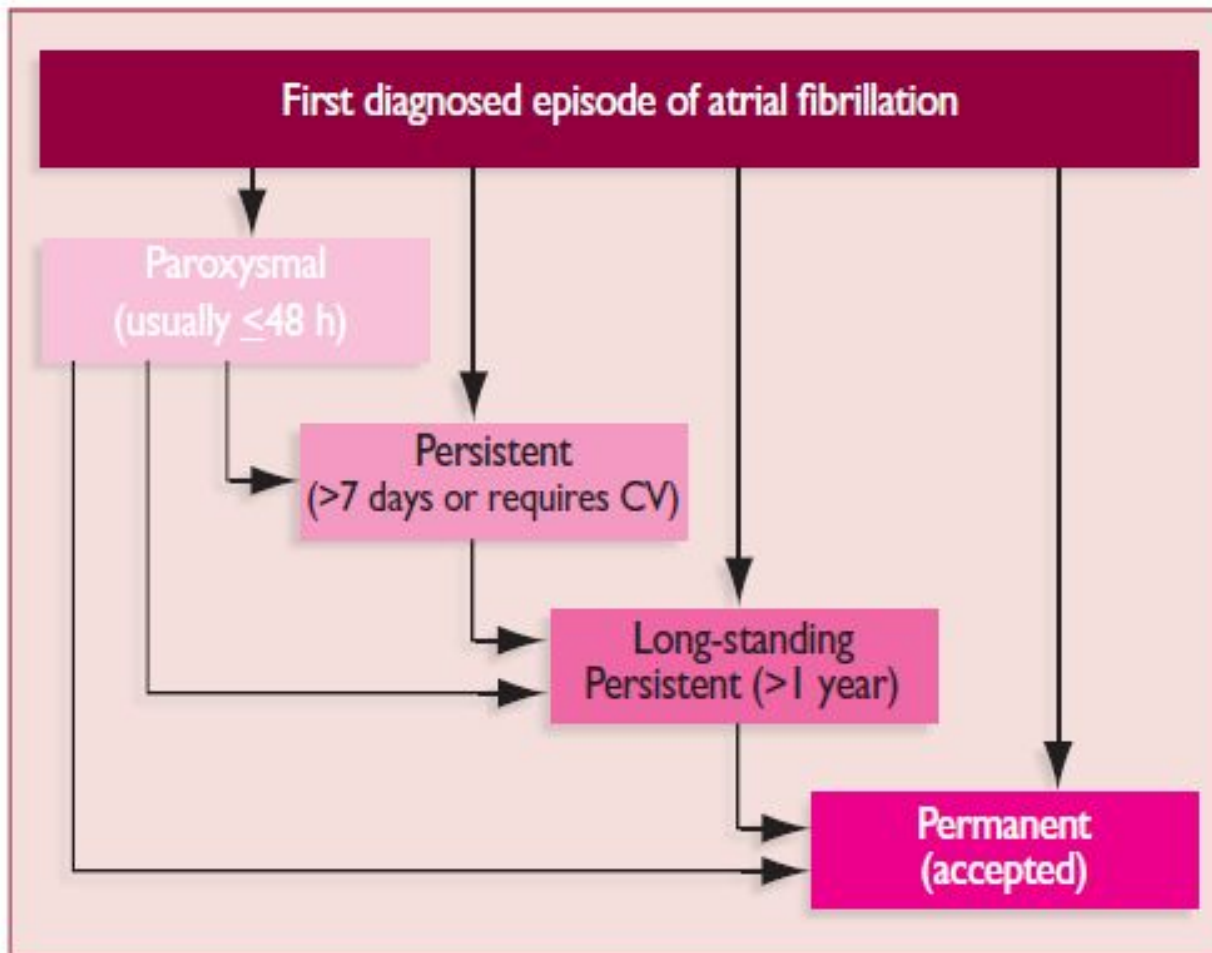 First diagnosed episode of atrial fibrillation
Paroxysmal
(usually ≤48 h)
Persistent
(>7 days or requires CV)
Long-standing
Persistent (>1 year)
Permanent
(accepted)